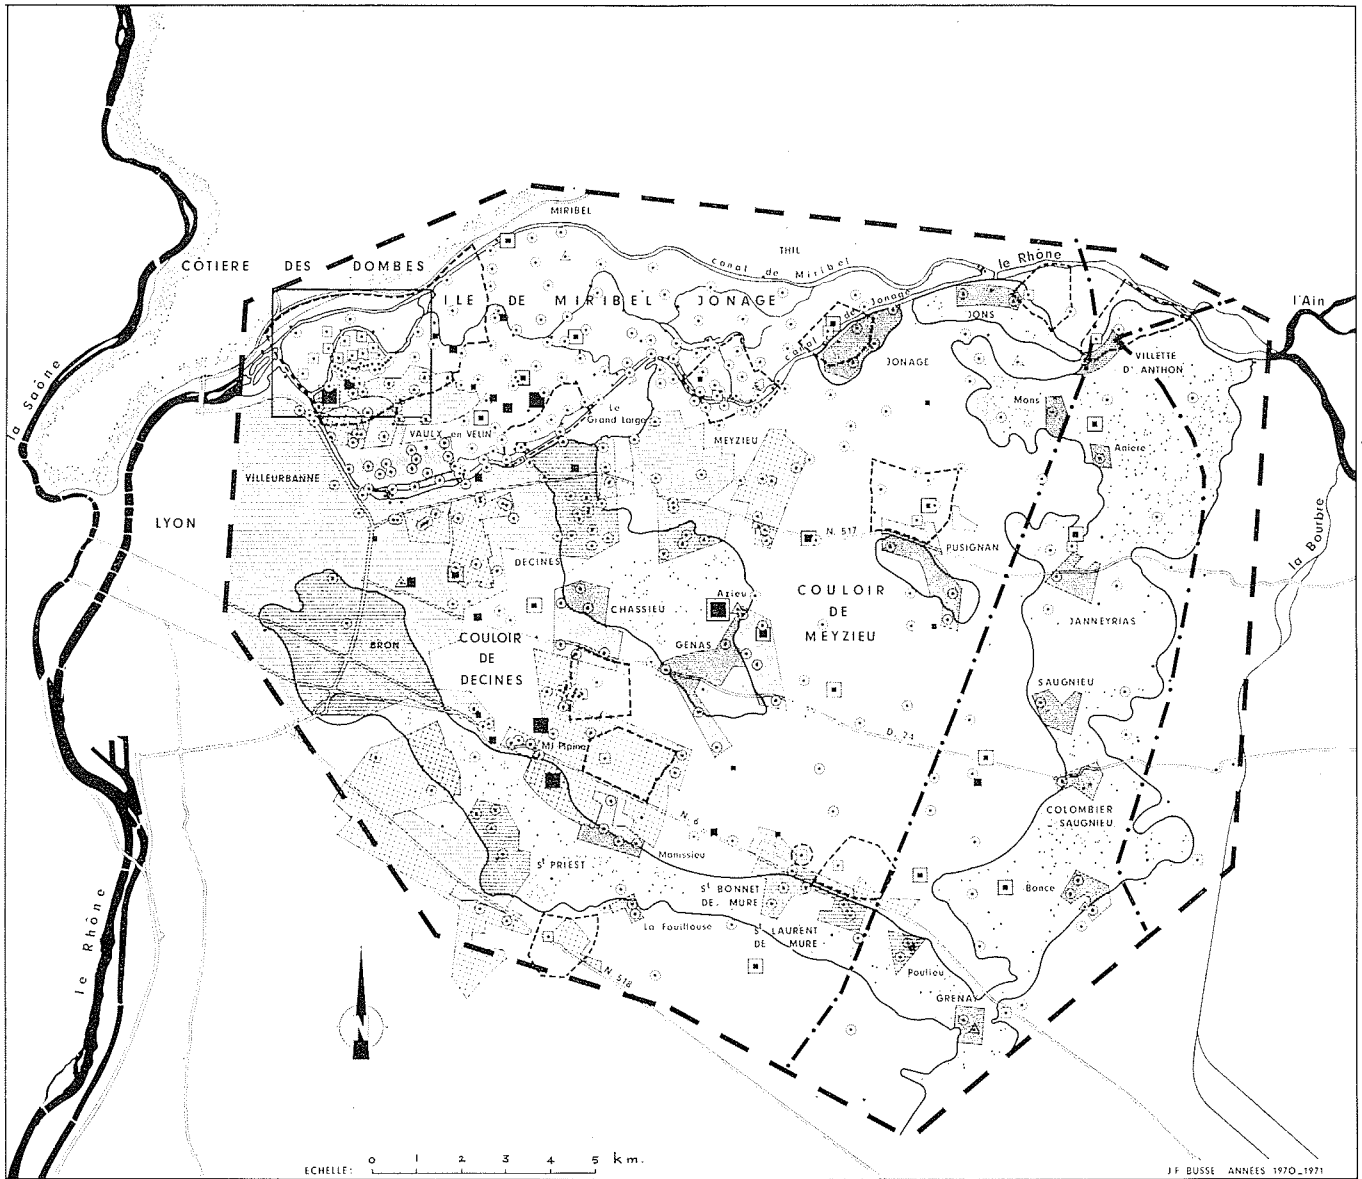 MIRIBEL
THIL
CÔTIERE DES DOMBES
canal de Miribel
le Rhône
l'Ain
ILE DE MIRIBEL JONAGE
canal de Jonage
JONS
JONAGE
VILLETTE
D'ANTHON
la Saône
Mons
Le
Grand Large
VAULX en VELIN
MEYZIEU
Aniere
VILLEURBANNE
LYON
N. 517
PUSIGNAN
la Bourbre
DECINES
Azieu
COULOIR
DE
MEYZIEU
CHASSIEU
JANNEYRIAS
BRON
COULOIR
DE
DECINES
GENAS
SAUGNIEU
D. 24
Mt Pipine
COLOMBIER
SAUGNIEU
N. 6
Manissieu
St PRIEST
St BONNET
DE MURE
Bonce
le Rhône
La Fouillouse
St LAURENT
DE MURE
Poulieu
N. 518
GRENAY
N
ECHELLE: 0 1 2 3 4 5 km.
J.F BUSSE ANNEES 1970_1971